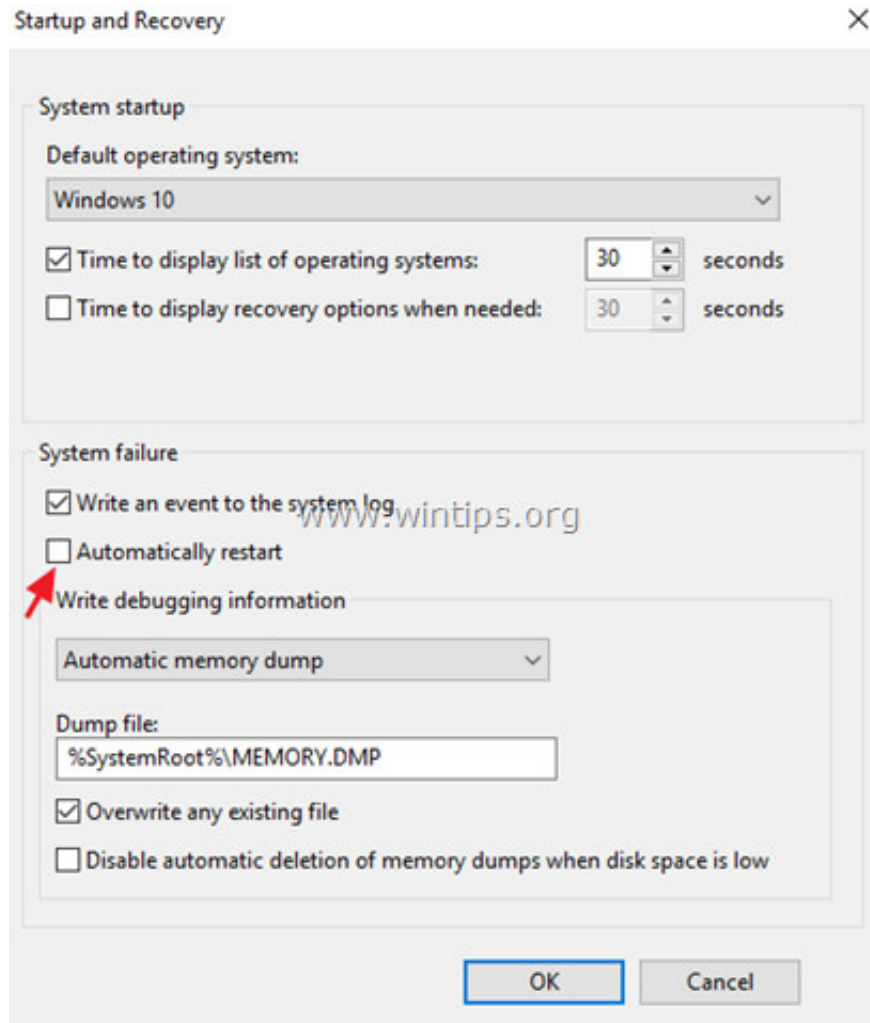 Startup and Recovery
System startup
Default operating system:
Windows 10
Time to display list of operating systems: 30 seconds
Time to display recovery options when needed: 30 seconds
System failure
Write an event to the system log
www.wintips.org
Automatically restart
Write debugging information
Automatic memory dump
Dump file:
%SystemRoot%\MEMORY.DMP
Overwrite any existing file
Disable automatic deletion of memory dumps when disk space is low
OK Cancel